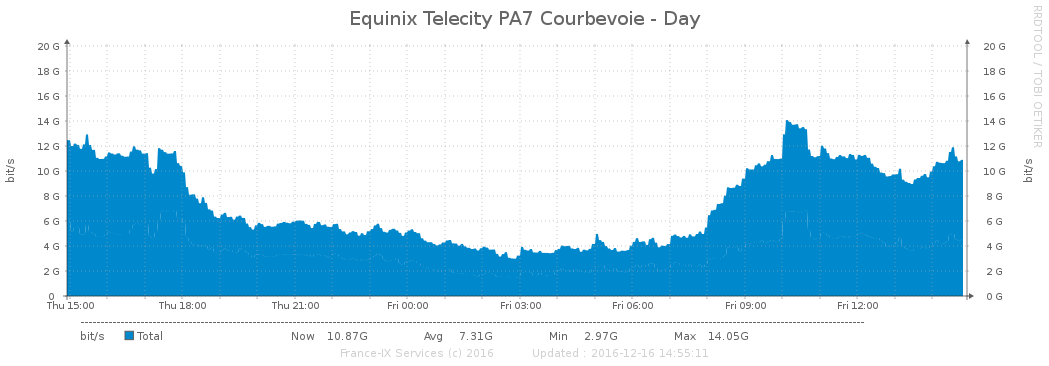 Equinix Telecity PA7 Courbevoie - Day
RRDTOOL / TOBI OETIKER
20 G 20 G
18 G 18 G
16 G 16 G
14 G 14 G
12 G 12 G
10 G 10 G
8 G 8 G
6 G 6 G
4 G 4 G
2 G 2 G
0 0 G
bit/s bit/s
Thu 15:00 Thu 18:00 Thu 21:00 Fri 00:00 Fri 03:00 Fri 06:00 Fri 09:00 Fri 12:00
bit/s Total Now 10.87G Avg 7.31G Min 2.97G Max 14.05G
France-IX Services (c) 2016 Updated : 2016-12-16 14:55:11